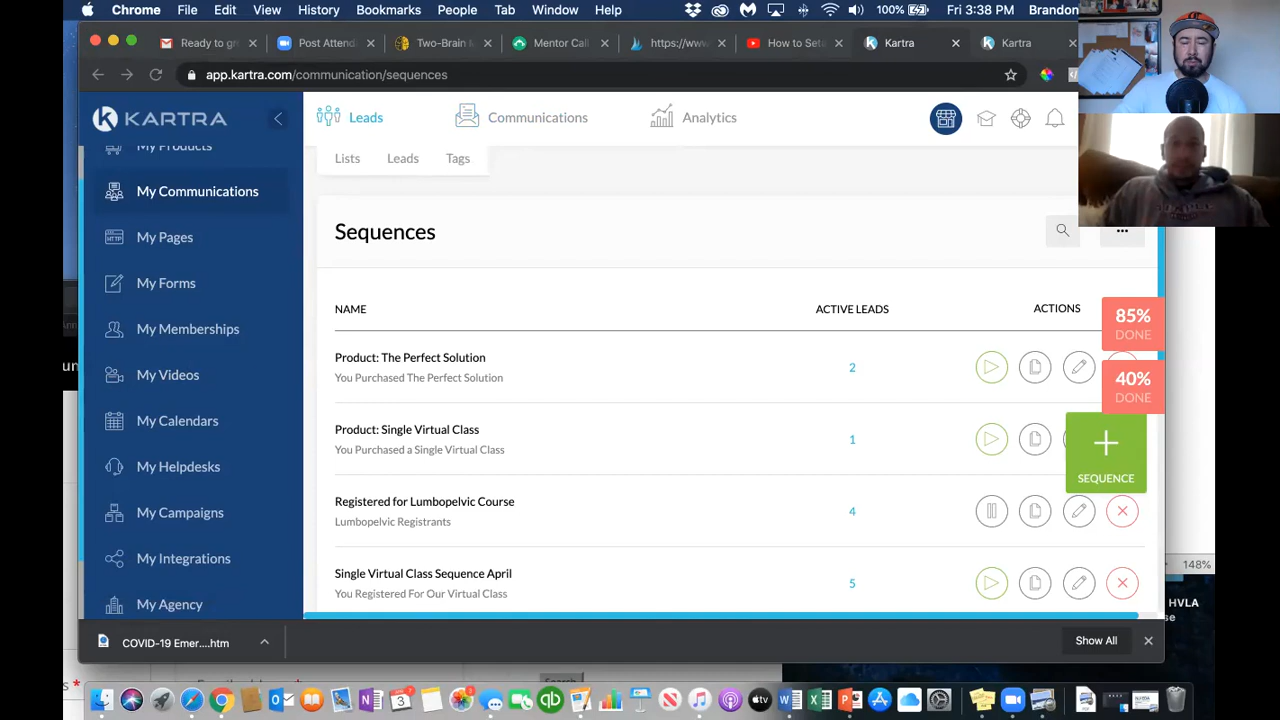 Chrome File Edit View History Bookmarks People Tab Window Help 100% Fri 3:38 PM Brandon
Ready to gr Post Attend Two-Brain Mentor Cal https://www How to Seta Kartra Kartra
app.kartra.com/communication/sequences
KARTRA
Leads Communications Analytics
My Products
Lists Leads Tags
My Communications
My Pages
My Forms
My Memberships
My Videos
My Calendars
My Helpdesks
My Campaigns
My Integrations
My Agency
Sequences
NAME ACTIVE LEADS ACTIONS
85%
DONE
Product: The Perfect Solution 2
You Purchased The Perfect Solution
40%
DONE
Product: Single Virtual Class 1
You Purchased a Single Virtual Class
SEQUENCE
Registered for Lumbopelvic Course 4
Lumbopelvic Registrants
Single Virtual Class Sequence April 5
You Registered For Our Virtual Class
148%
HVLA
se
COVID-19 Emer....htm Show All